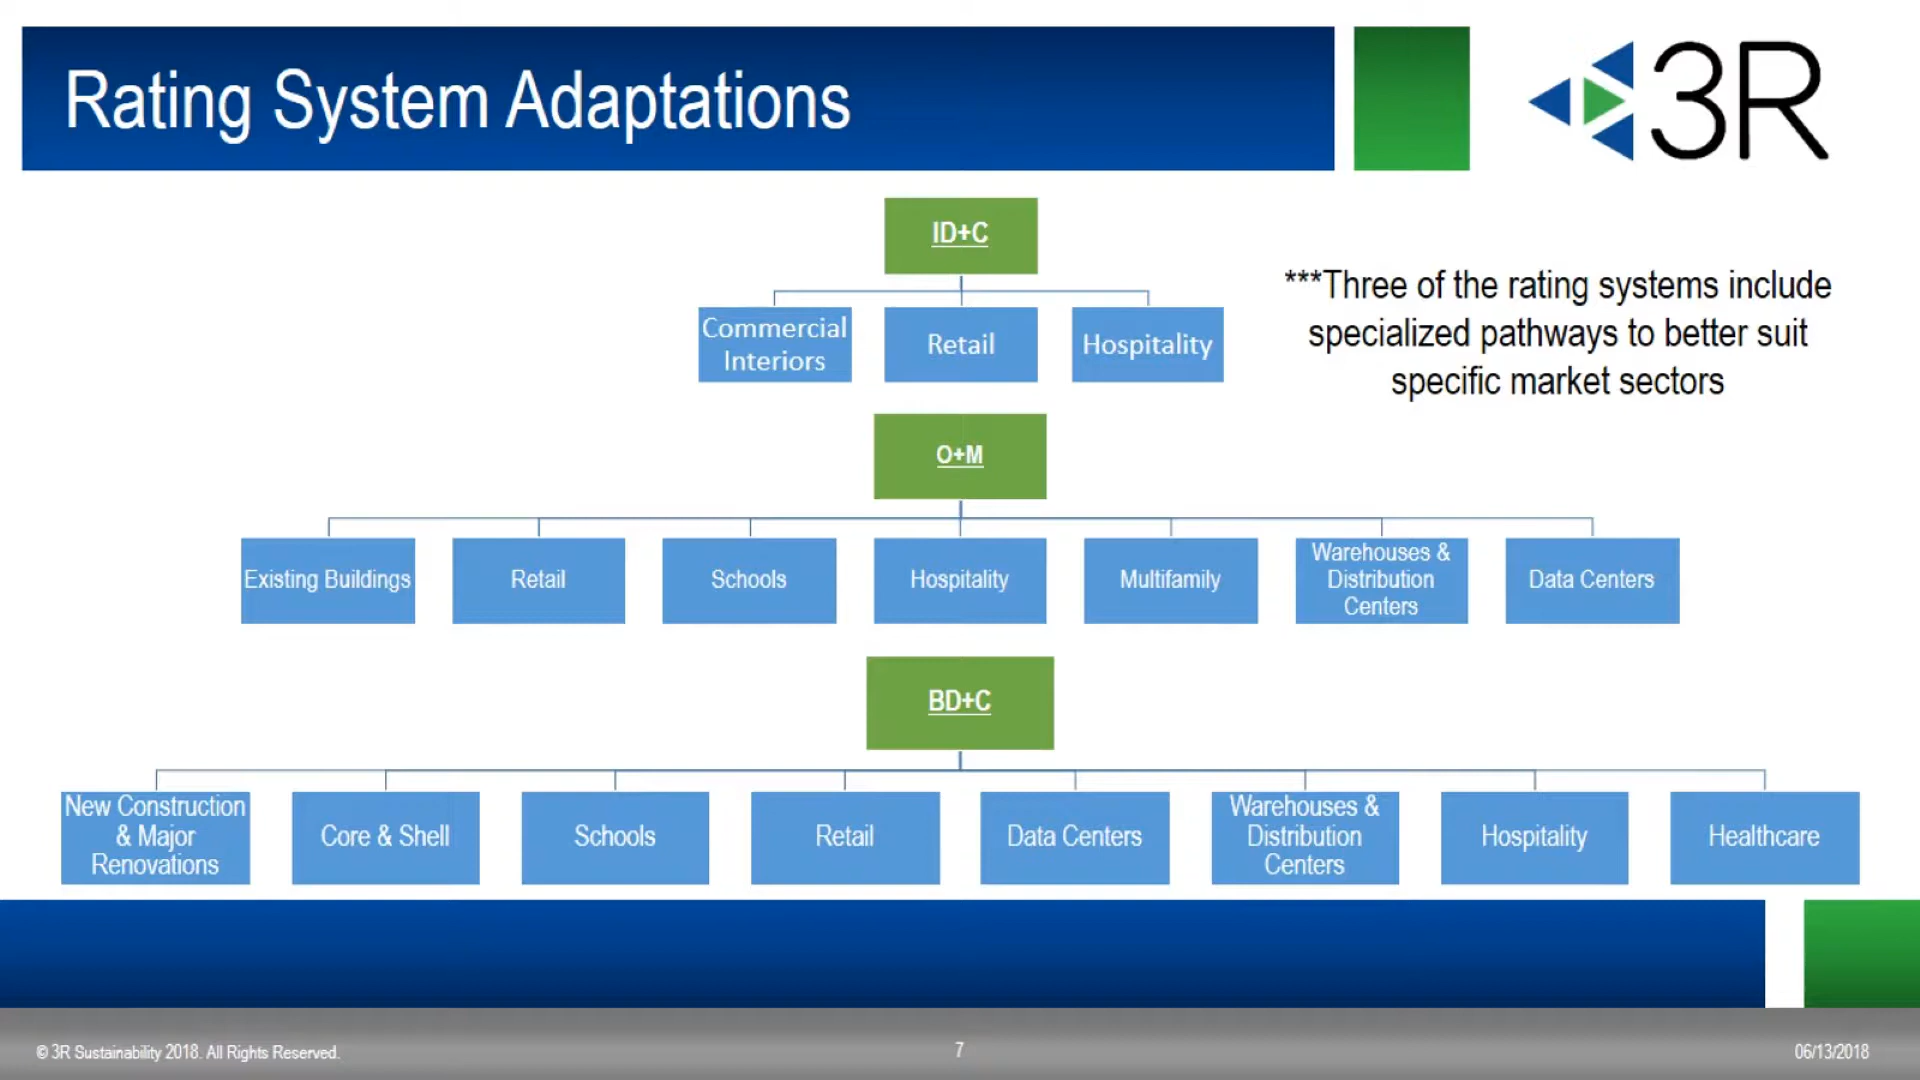 Rating System Adaptations
3R
ID+C
***Three of the rating systems include
specialized pathways to better suit
specific market sectors
Commercial
Interiors
Retail
Hospitality
O+M
Existing Buildings
Retail
Schools
Hospitality
Multifamily
Warehouses &
Distribution
Centers
Data Centers
BD+C
New Construction
& Major
Renovations
Core & Shell
Schools
Retail
Data Centers
Warehouses &
Distribution
Centers
Hospitality
Healthcare
© 3R Sustainability 2018. All Rights Reserved.
7
06/13/2018